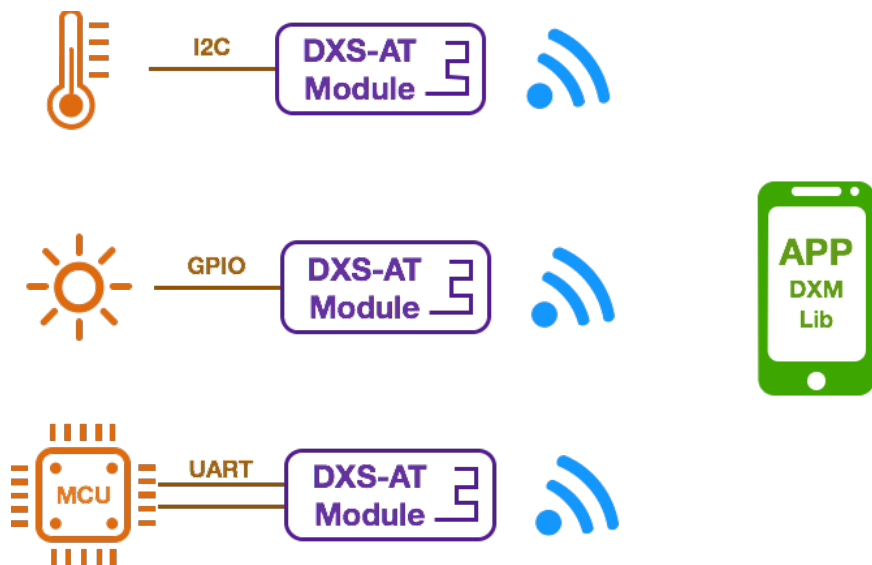 I2C
DXS-AT
Module
GPIO
DXS-AT
Module
APP
DXM
Lib
UART
MCU
DXS-AT
Module